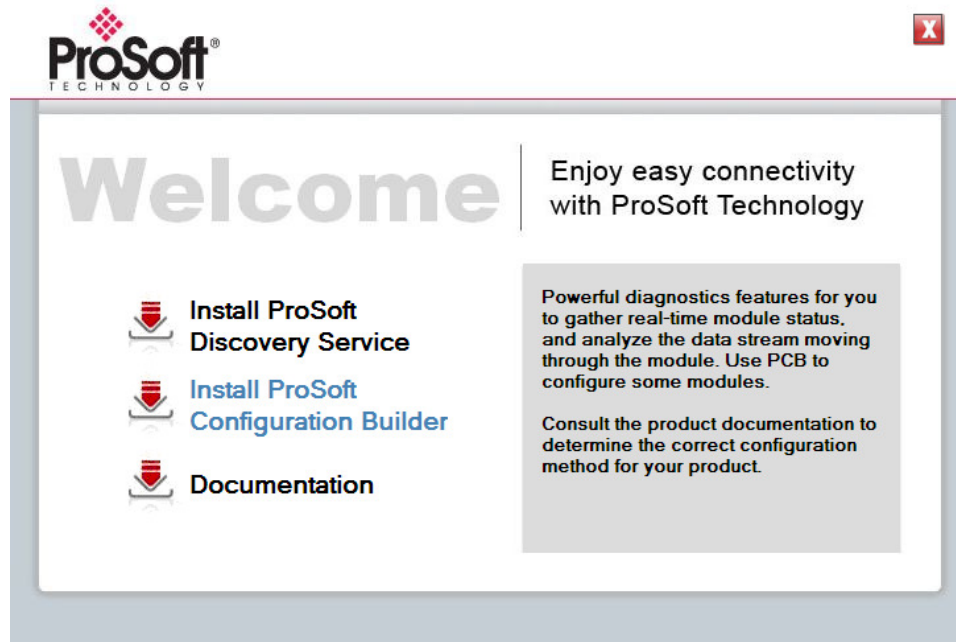 ProSoft®
TECHNOLOGY
X
Welcome
Enjoy easy connectivity
with ProSoft Technology
Install ProSoft
Discovery Service
Install ProSoft
Configuration Builder
Documentation
Powerful diagnostics features for you
to gather real-time module status,
and analyze the data stream moving
through the module. Use PCB to
configure some modules.
Consult the product documentation to
determine the correct configuration
method for your product.